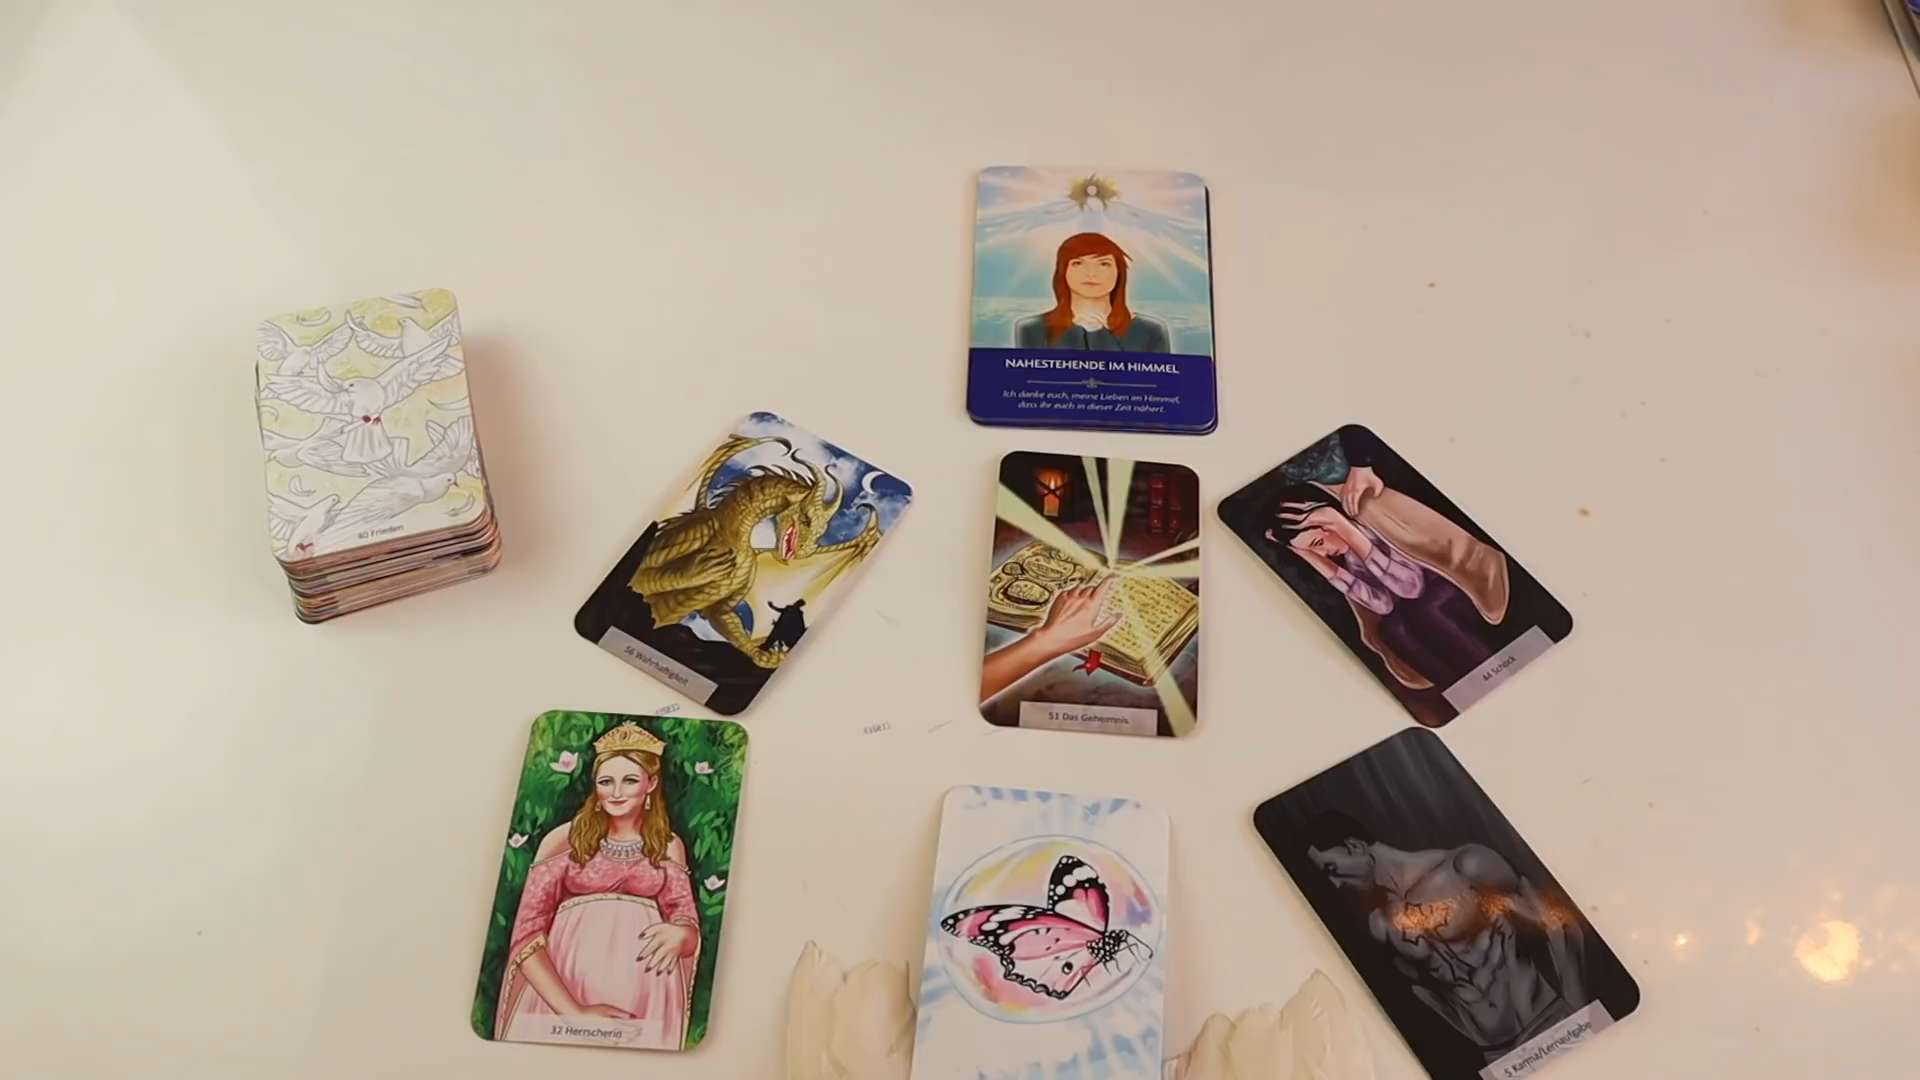 NAHESTEHENDE IM HIMMEL
Ich danke euch, meine Lieben im Himmel,
dass ihr euch in dieser Zeit nähert.
40 Frieden
56 Wahrhaftigkeit
51 Das Geheimnis
44 Schock
32 Herrscherin
5 Karma/Lernaufgabe